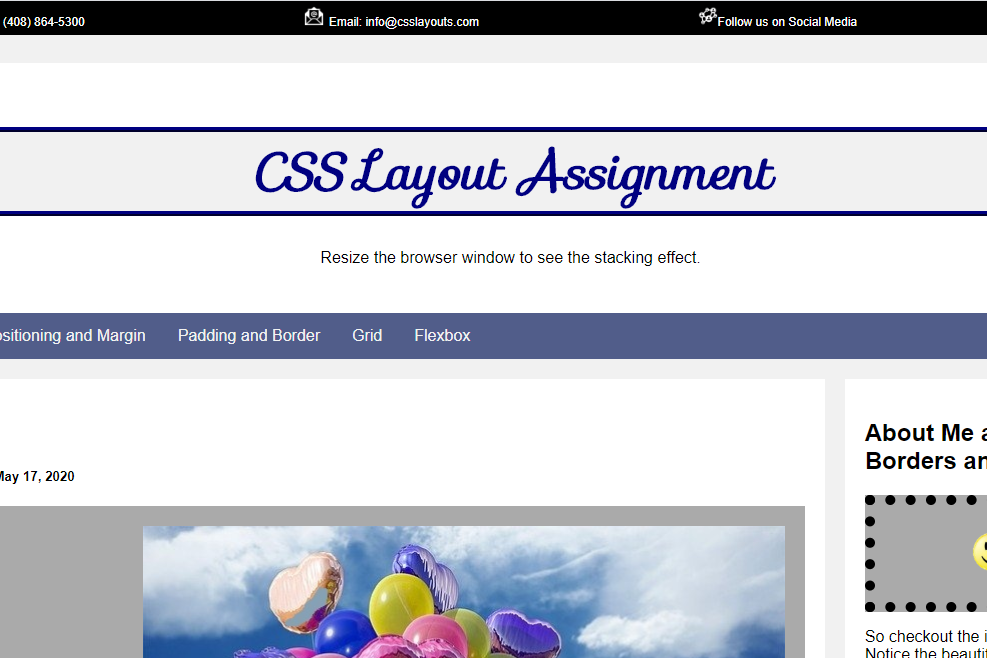 (408) 864-5300
Email: info@csslayouts.com
Follow us on Social Media
CSS Layout Assignment
Resize the browser window to see the stacking effect.
ositioning and Margin Padding and Border Grid Flexbox
May 17, 2020
About Me a
Borders an
So checkout the i
Notice the beautif